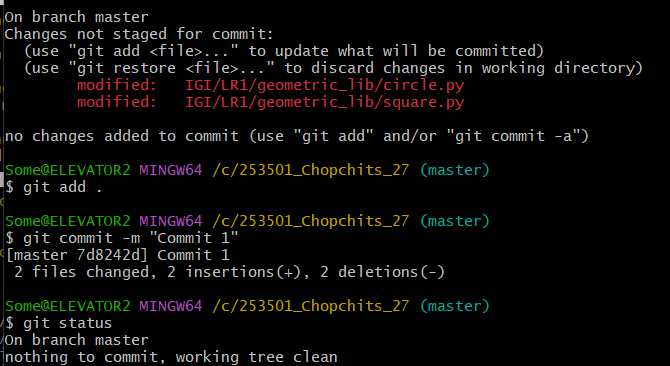 On branch master
Changes not staged for commit:
  (use "git add <file>..." to update what will be committed)
  (use "git restore <file>..." to discard changes in working directory)
        modified:   IGI/LR1/geometric_lib/circle.py
        modified:   IGI/LR1/geometric_lib/square.py

no changes added to commit (use "git add" and/or "git commit -a")

Some@ELEVATOR2 MINGW64 /c/253501_Chopchits_27 (master)
$ git add .

Some@ELEVATOR2 MINGW64 /c/253501_Chopchits_27 (master)
$ git commit -m "Commit 1"
[master 7d8242d] Commit 1
 2 files changed, 2 insertions(+), 2 deletions(-)

Some@ELEVATOR2 MINGW64 /c/253501_Chopchits_27 (master)
$ git status
On branch master
nothing to commit, working tree clean